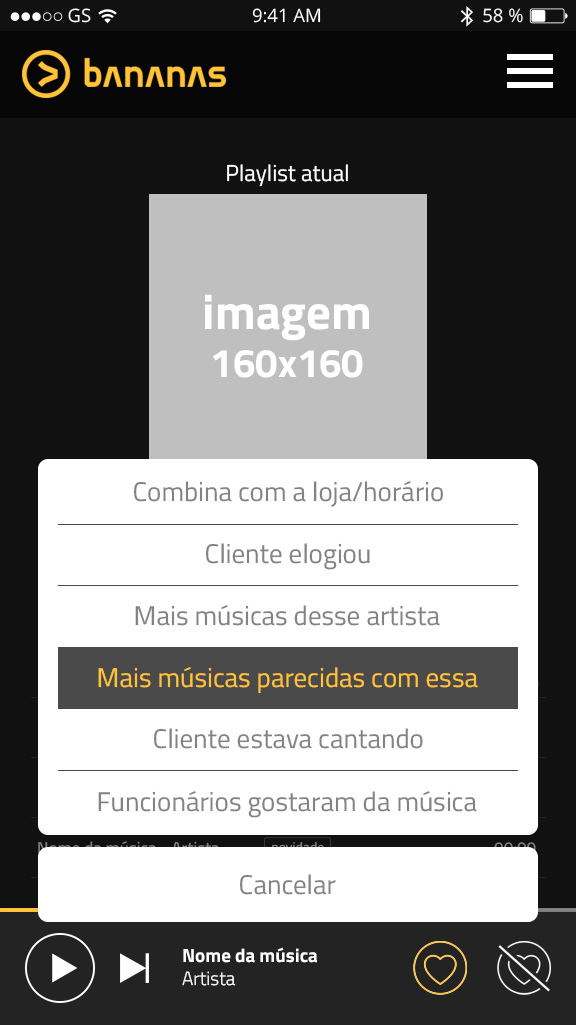 GS 9:41 AM 58 %
bananas
Playlist atual
imagem
160x160
Combina com a loja/horário
Cliente elogiou
Mais músicas desse artista
Mais músicas parecidas com essa
Cliente estava cantando
Funcionários gostaram da música
Nome da música Artista novidade 00:00
Cancelar
Nome da música
Artista